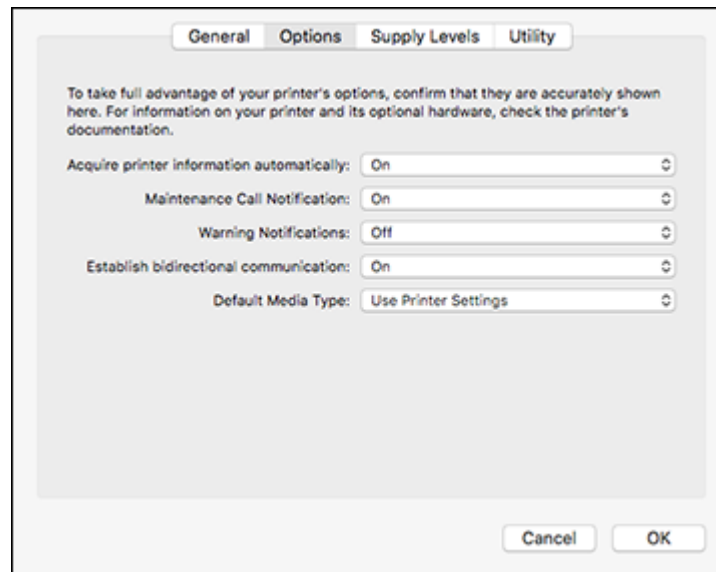 General Options Supply Levels Utility
To take full advantage of your printer's options, confirm that they are accurately shown
here. For information on your printer and its optional hardware, check the printer's
documentation.
Acquire printer information automatically: On
Maintenance Call Notification: On
Warning Notifications: Off
Establish bidirectional communication: On
Default Media Type: Use Printer Settings
Cancel OK